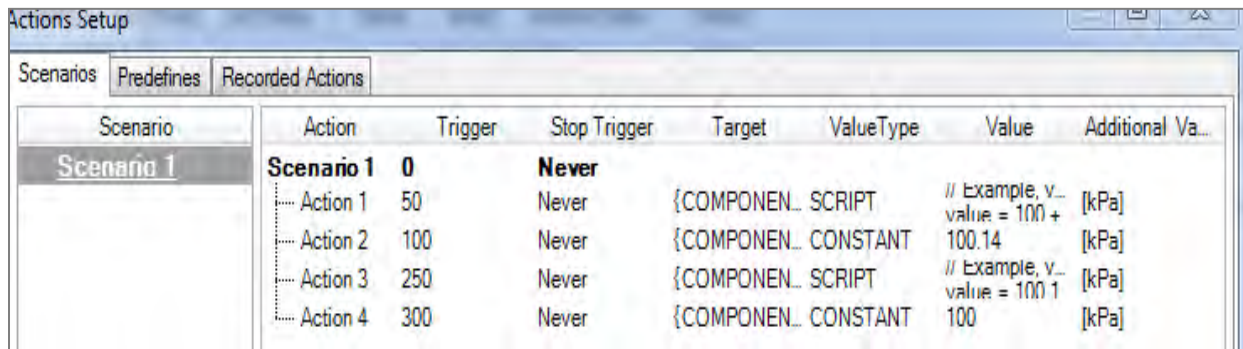 Actions Setup
Scenarios Predefines Recorded Actions
Scenario Action Trigger Stop Trigger Target ValueType Value Additional Va...
Scenario 1 Scenario 1 0 Never
Action 1 50 Never {COMPONEN... SCRIPT // Example, v... [kPa]
value = 100 +
Action 2 100 Never {COMPONEN... CONSTANT 100.14 [kPa]
Action 3 250 Never {COMPONEN... SCRIPT // Example, v... [kPa]
value = 100 1
Action 4 300 Never {COMPONEN... CONSTANT 100 [kPa]